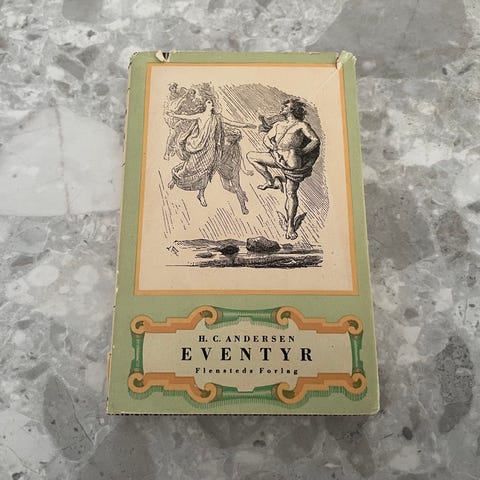 H. C. ANDERSEN
EVENTYR
Flensteds Forlag